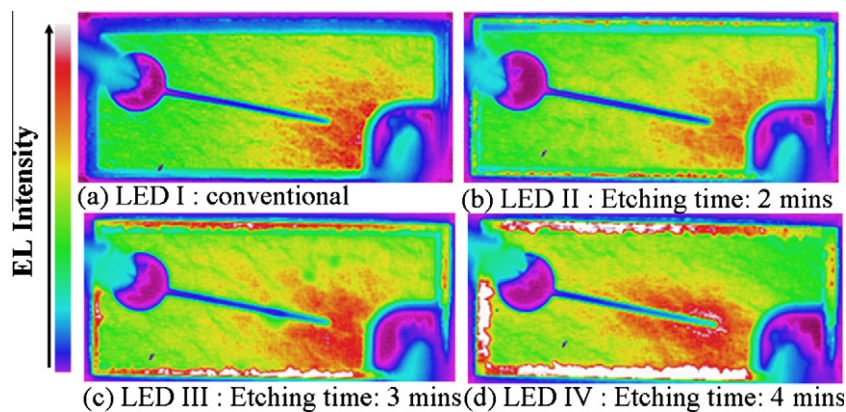 EL Intensity
(a) LED I : conventional
(b) LED II : Etching time: 2 mins
(c) LED III : Etching time: 3 mins
(d) LED IV : Etching time: 4 mins